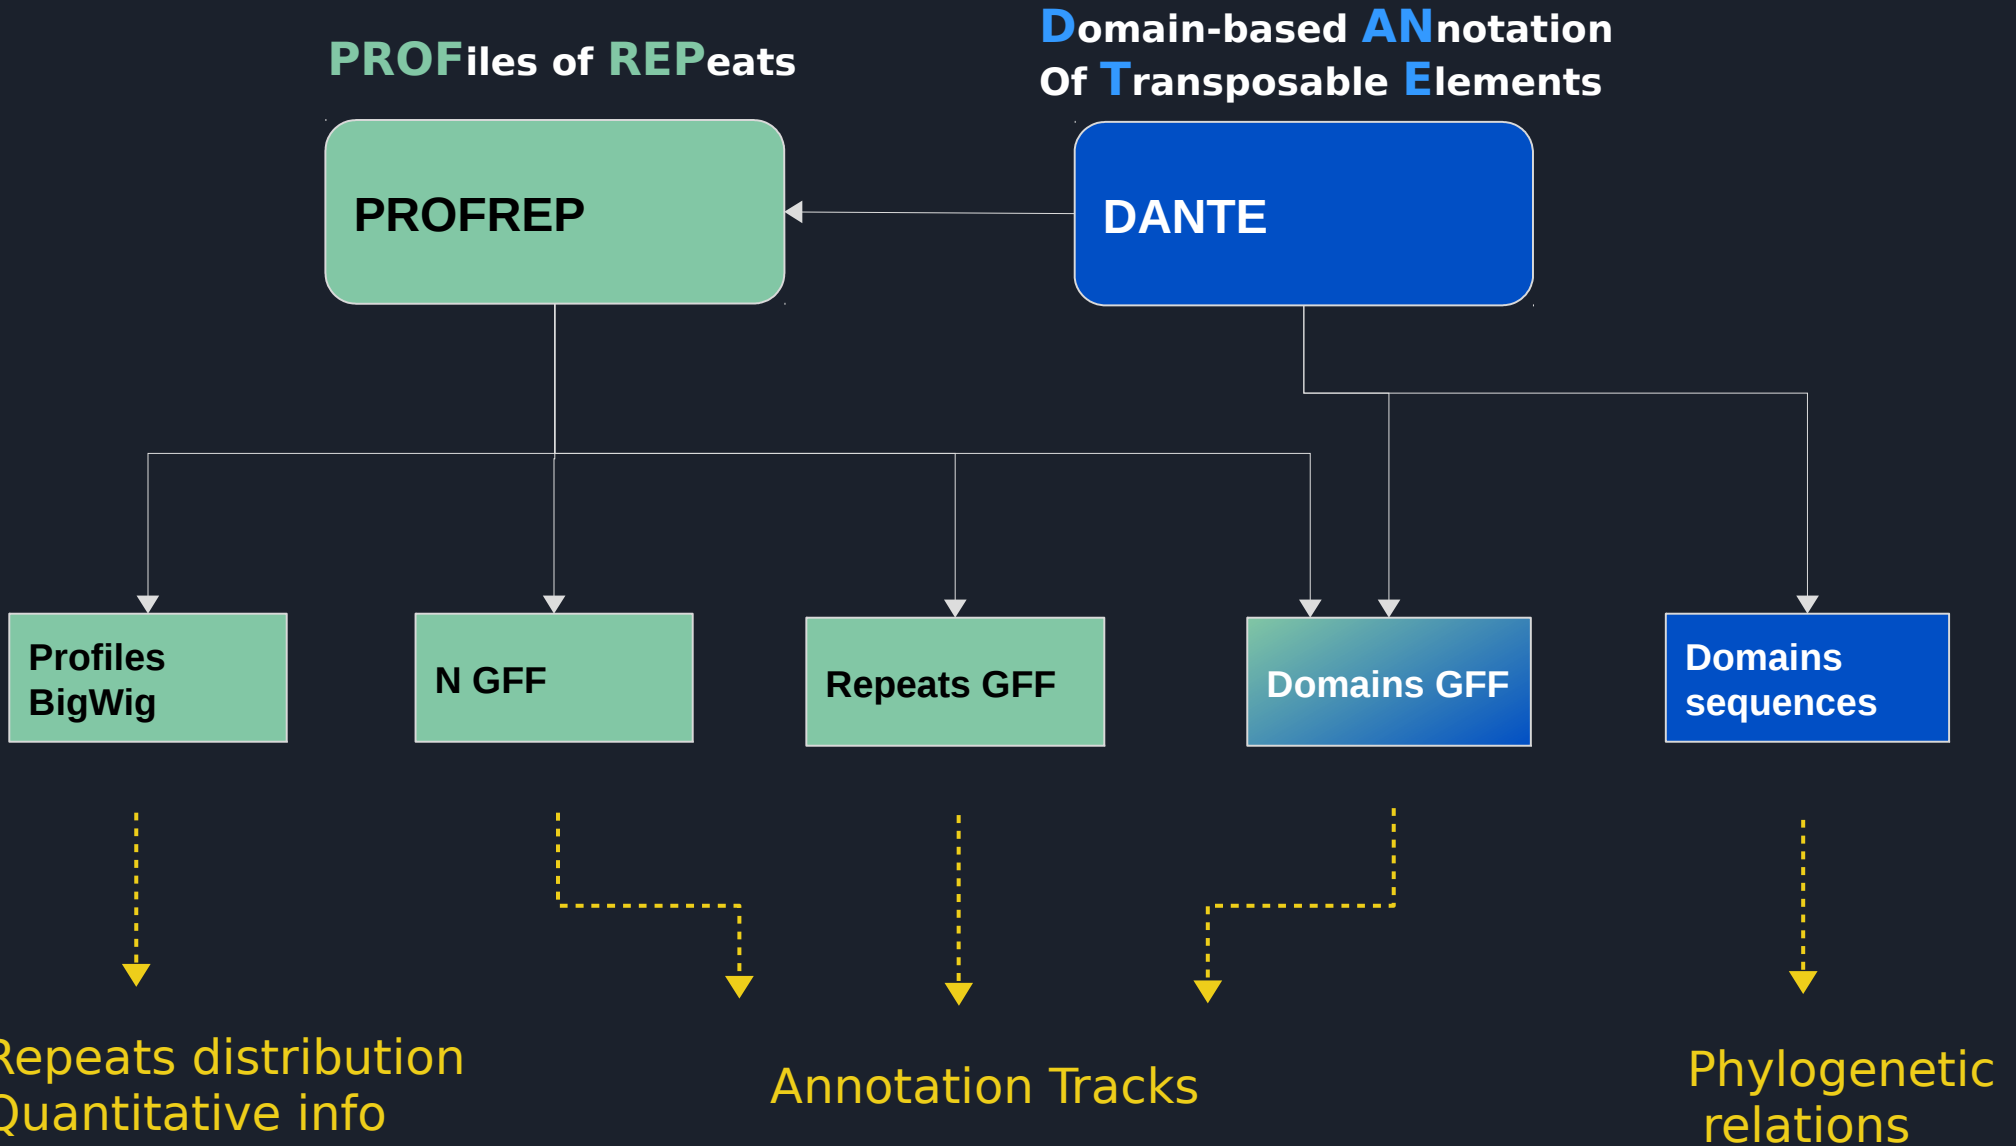 PROFiles of REPeats
Domain-based ANnotation
Of Transposable Elements
PROFREP
DANTE
Profiles
BigWig
N GFF
Repeats GFF
Domains GFF
Domains
sequences
Repeats distribution
Quantitative info
Annotation Tracks
Phylogenetic
relations